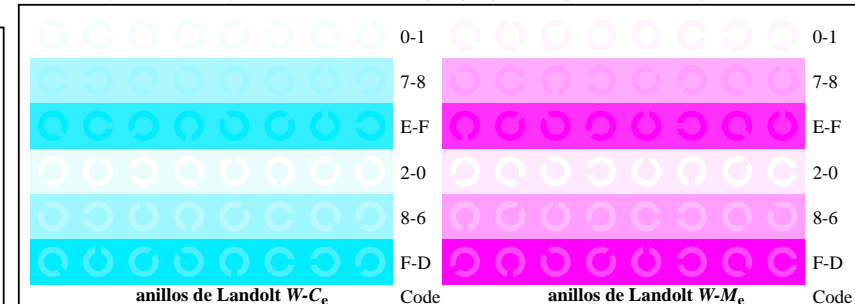 0-1 0-1
7-8 7-8
E-F E-F
2-0 2-0
8-6 8-6
F-D F-D
anillos de Landolt W-Ce Code anillos de Landolt W-Me Code